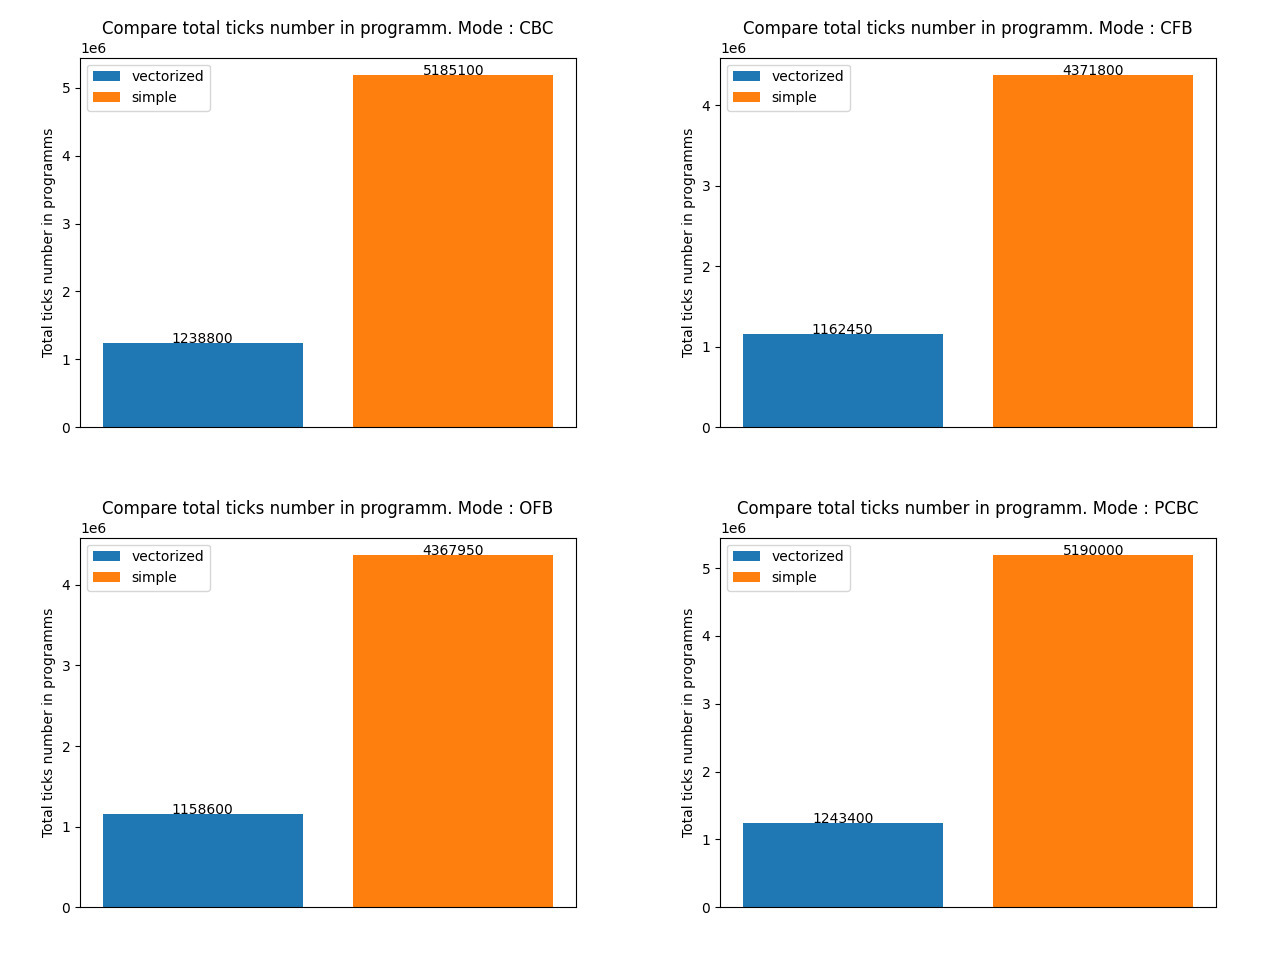 Compare total ticks number in programm. Mode : CBC
1e6
vectorized
simple
5185100
1238800
5
4
3
2
1
0
Total ticks number in programms
Compare total ticks number in programm. Mode : CFB
1e6
vectorized
simple
4371800
1162450
4
3
2
1
0
Total ticks number in programms
Compare total ticks number in programm. Mode : OFB
1e6
vectorized
simple
4367950
1158600
4
3
2
1
0
Total ticks number in programms
Compare total ticks number in programm. Mode : PCBC
1e6
vectorized
simple
5190000
1243400
5
4
3
2
1
0
Total ticks number in programms